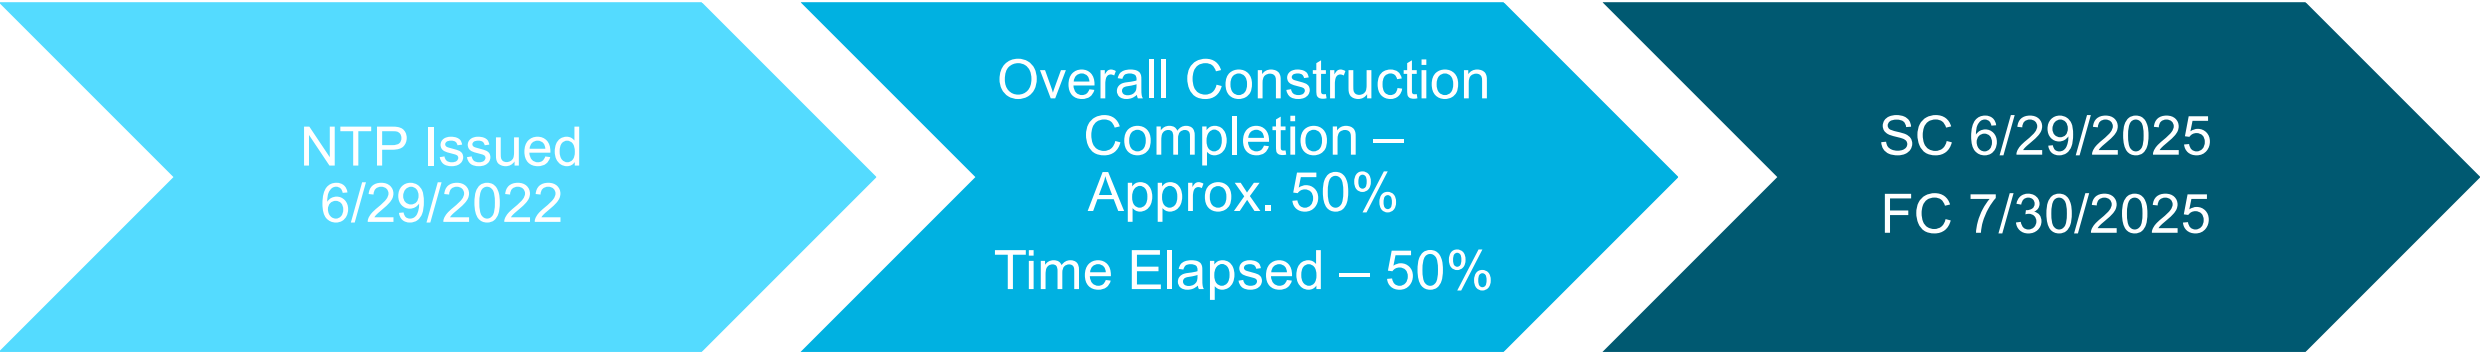 NTP Issued
6/29/2022
Overall Construction
Completion –
Approx. 50%
Time Elapsed – 50%
SC 6/29/2025
FC 7/30/2025